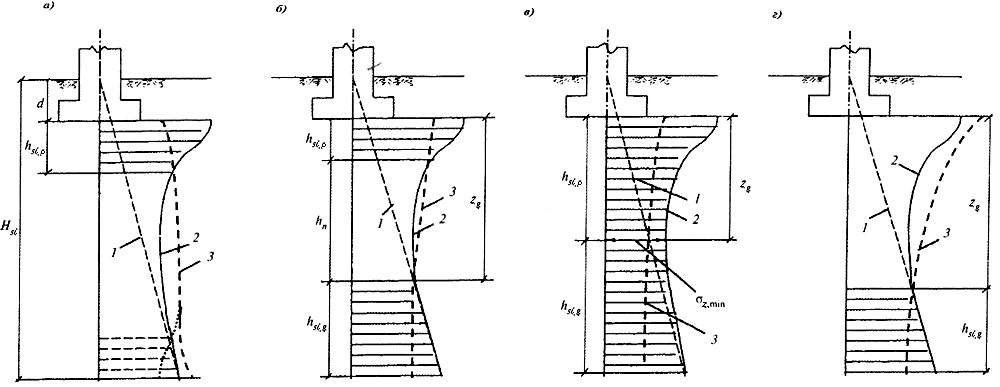 а) б) в) г)
d
h_sl,p h_sl,p h_sl,p
H_sl
1 2 3
h_n
1 3 2
z_g
1 2
z_g
σ_z,min
3
2 1 3
z_g
h_sl,g h_sl,g h_sl,g